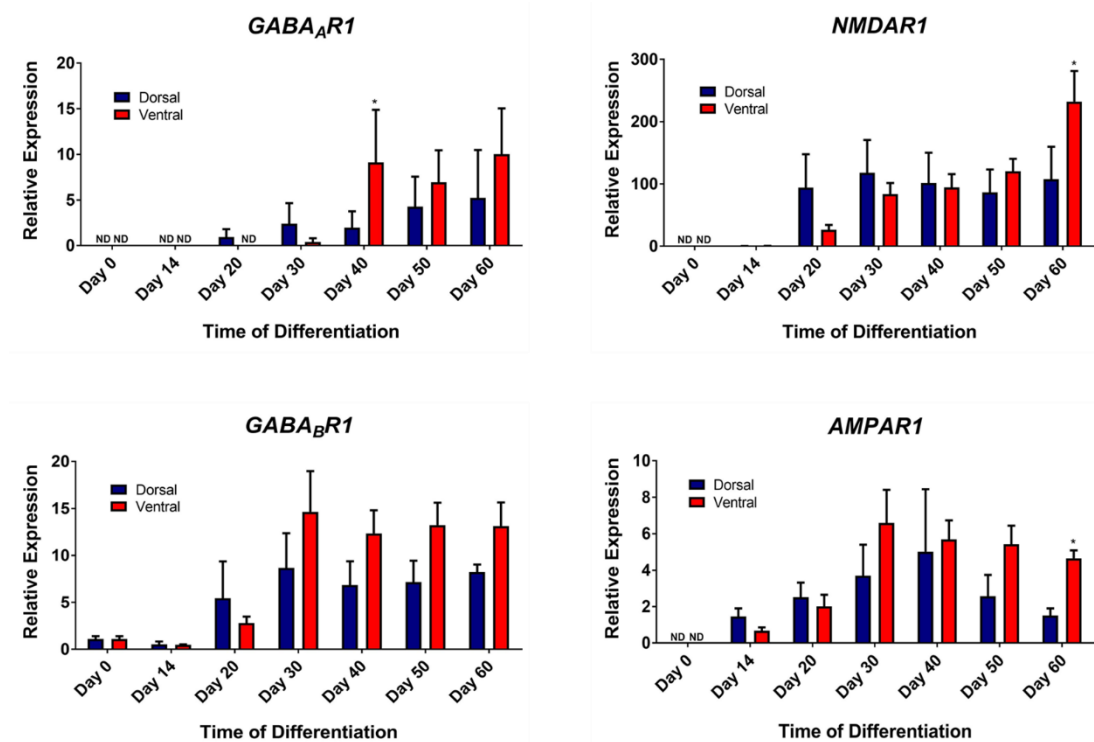 GABA_AR1
Relative Expression
20
15
10
5
0
Dorsal
Ventral
*
ND ND
ND ND
ND
Day 0
Day 14
Day 20
Day 30
Day 40
Day 50
Day 60
Time of Differentiation
NMDAR1
Relative Expression
300
200
100
0
Dorsal
Ventral
*
ND ND
Day 0
Day 14
Day 20
Day 30
Day 40
Day 50
Day 60
Time of Differentiation
GABA_BR1
Relative Expression
20
15
10
5
0
Dorsal
Ventral
Day 0
Day 14
Day 20
Day 30
Day 40
Day 50
Day 60
Time of Differentiation
AMPAR1
Relative Expression
10
8
6
4
2
0
Dorsal
Ventral
*
ND ND
Day 0
Day 14
Day 20
Day 30
Day 40
Day 50
Day 60
Time of Differentiation